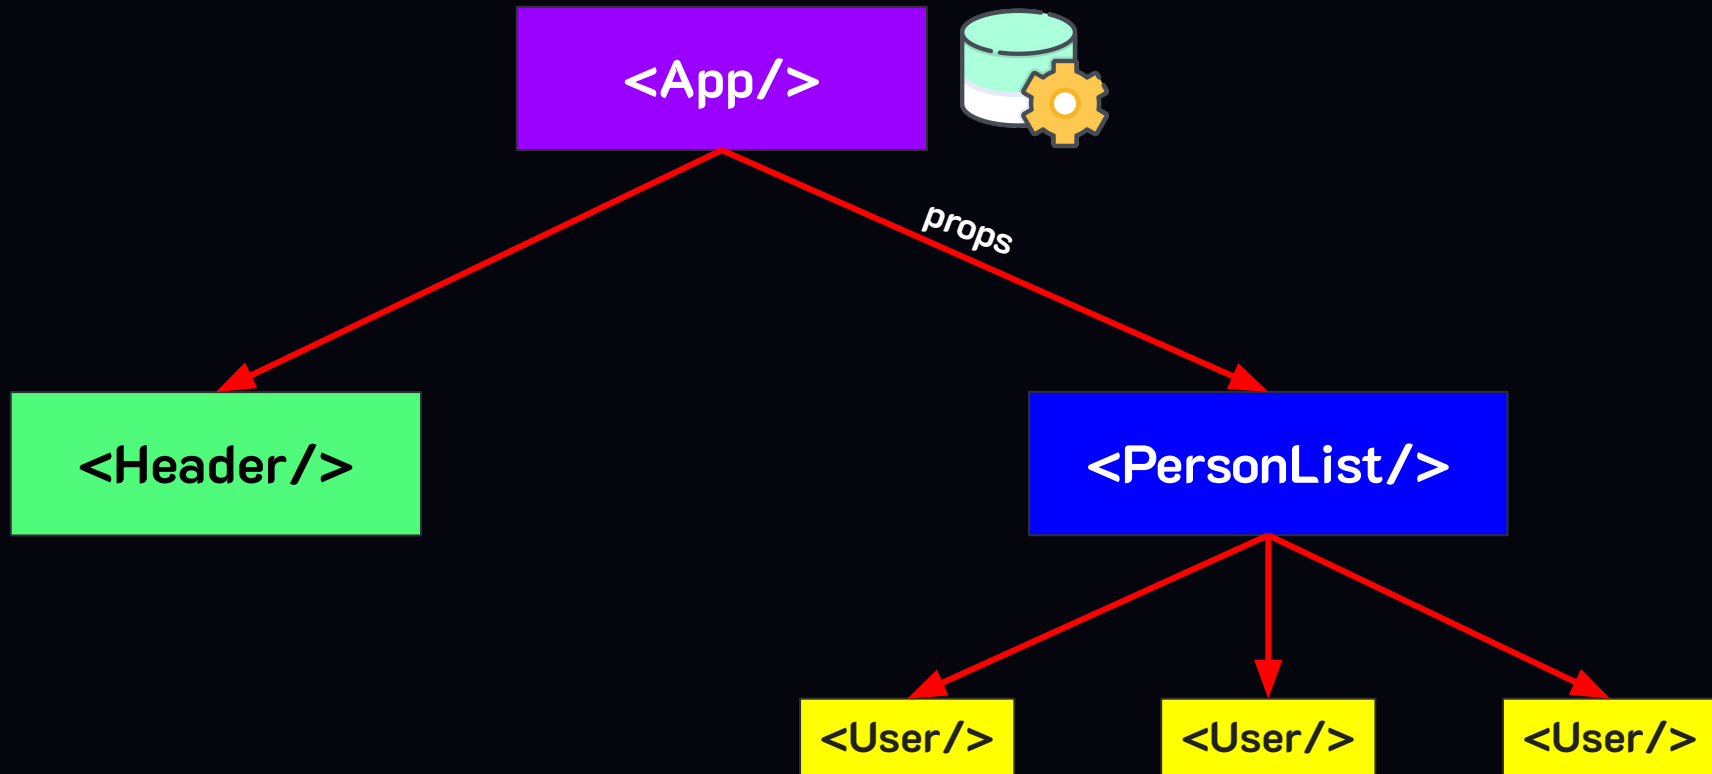 <App/>
props
<Header/>
<PersonList/>
<User/>
<User/>
<User/>